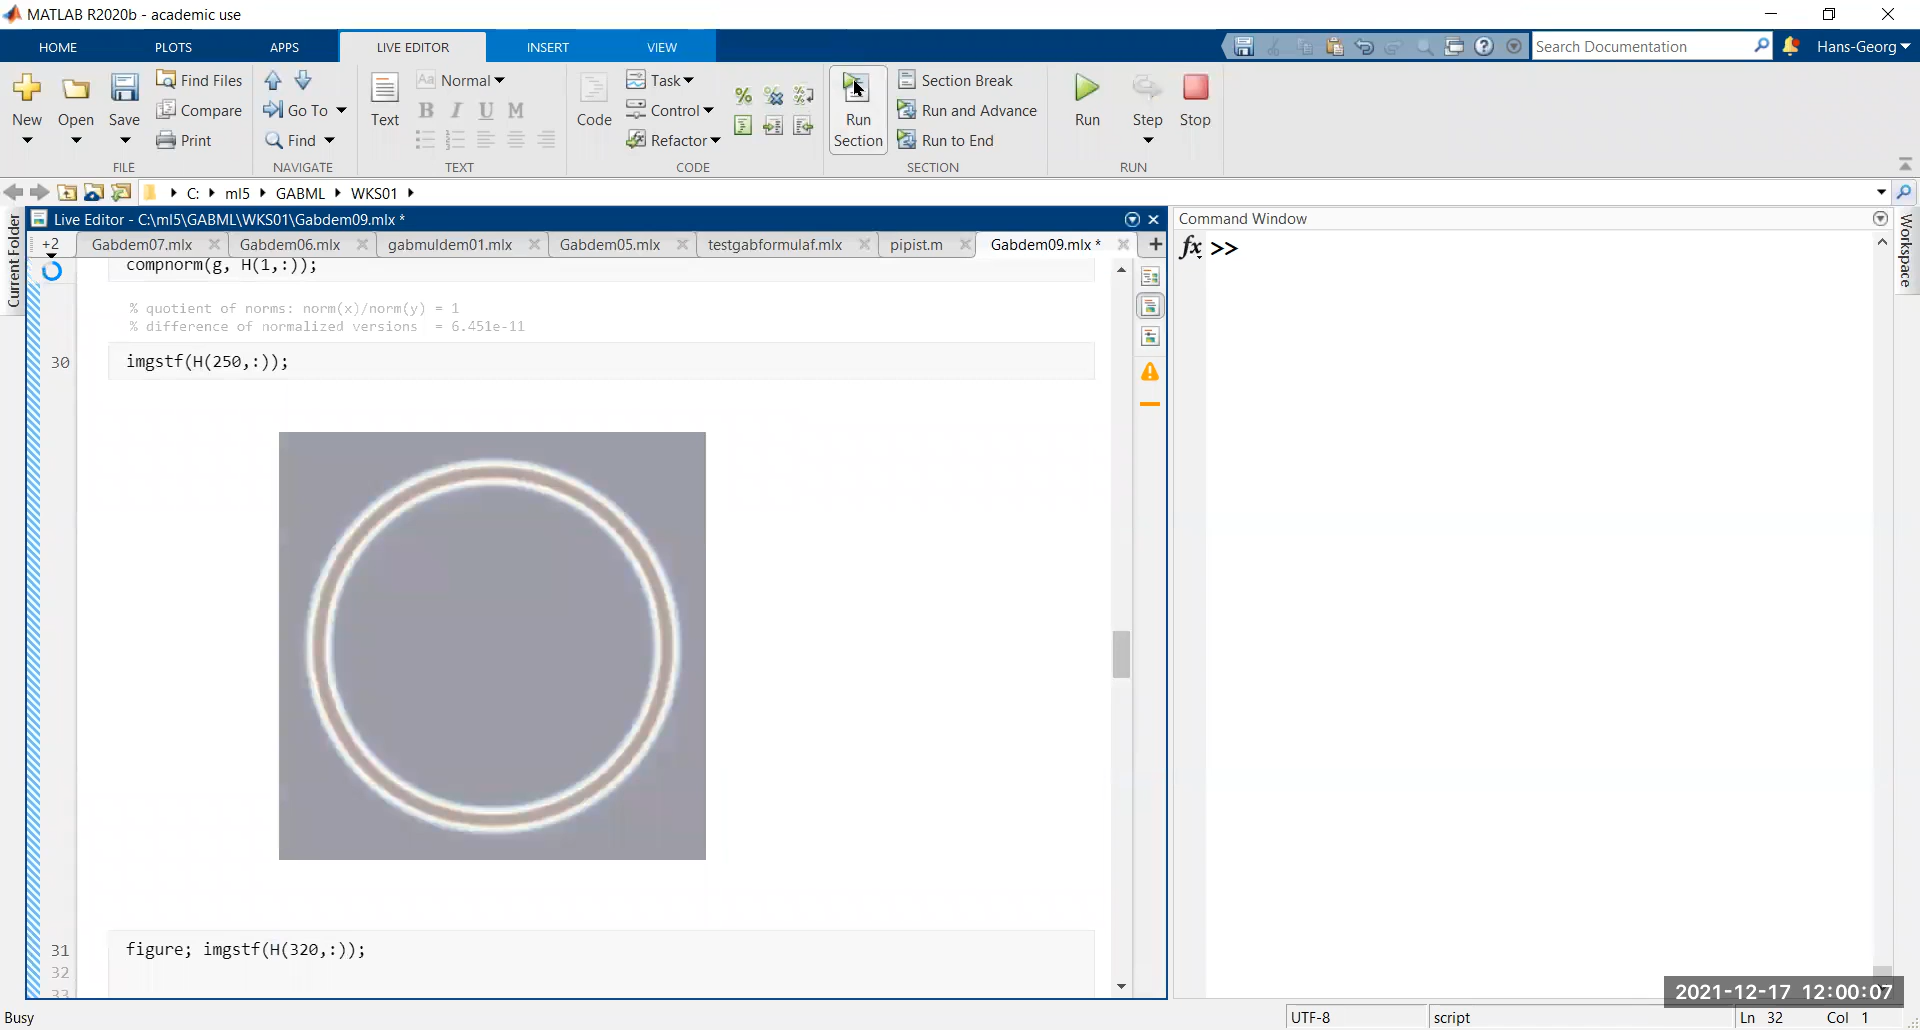 MATLAB R2020b - academic use
HOME PLOTS APPS LIVE EDITOR INSERT VIEW Search Documentation Hans-Georg
New Open Save Find Files Compare Print FILE
Go To Find NAVIGATE
Text Aa Normal B I U M TEXT
Code Task Control Refactor CODE
Run Section Section Break Run and Advance Run to End SECTION
Run Step Stop RUN
C: ml5 GABML WKS01
Current Folder
Live Editor - C:\ml5\GABML\WKS01\Gabdem09.mlx *
+2 Gabdem07.mlx Gabdem06.mlx gabmuldem01.mlx Gabdem05.mlx testgabformulaf.mlx pipist.m Gabdem09.mlx *
compnorm(g, H(1,:));
% quotient of norms: norm(x)/norm(y) = 1
% difference of normalized versions = 6.451e-11
30 imgstf(H(250,:));
31 figure; imgstf(H(320,:));
32
33
Command Window
fx >>
Workspace
2021-12-17 12:00:07
Busy UTF-8 script Ln 32 Col 1